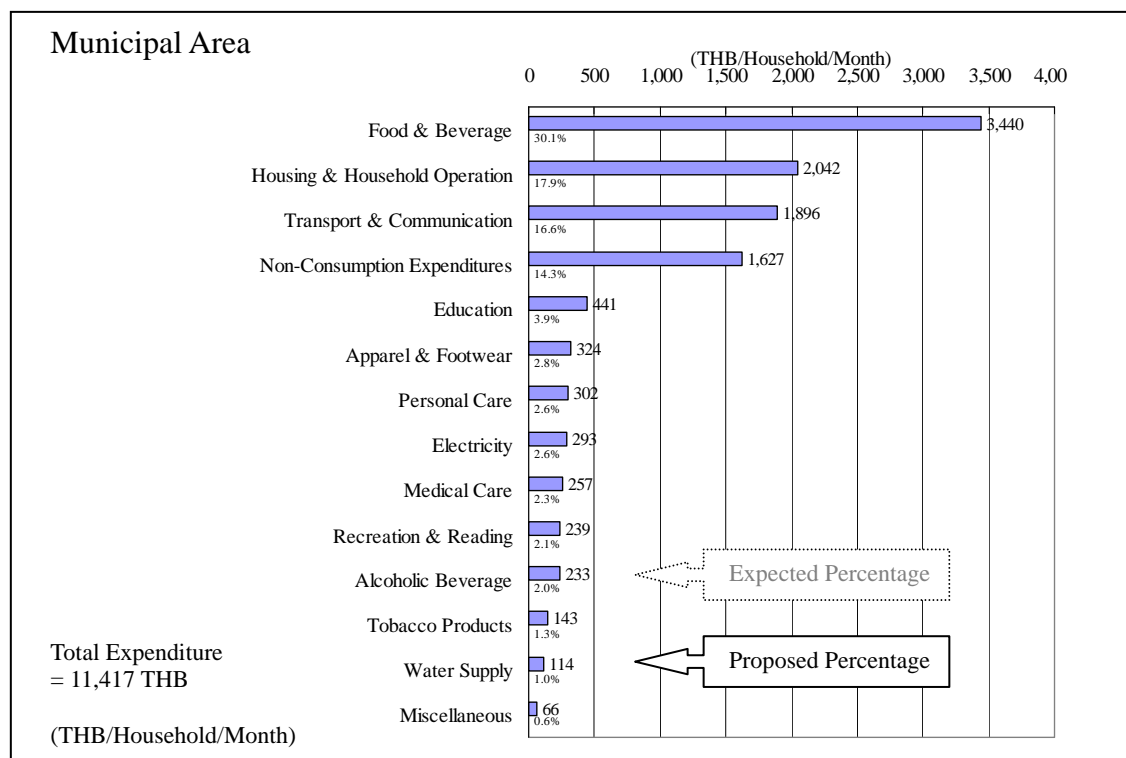 Municipal Area
(THB/Household/Month)
0 500 1,000 1,500 2,000 2,500 3,000 3,500 4,00
Food & Beverage 3,440
30.1%
Housing & Household Operation 2,042
17.9%
Transport & Communication 1,896
16.6%
Non-Consumption Expenditures 1,627
14.3%
Education 441
3.9%
Apparel & Footwear 324
2.8%
Personal Care 302
2.6%
Electricity 293
2.6%
Medical Care 257
2.3%
Recreation & Reading 239
2.1%
Alcoholic Beverage 233
2.0%
Expected Percentage
Tobacco Products 143
1.3%
Water Supply 114
1.0%
Proposed Percentage
Miscellaneous 66
0.6%
Total Expenditure
= 11,417 THB
(THB/Household/Month)